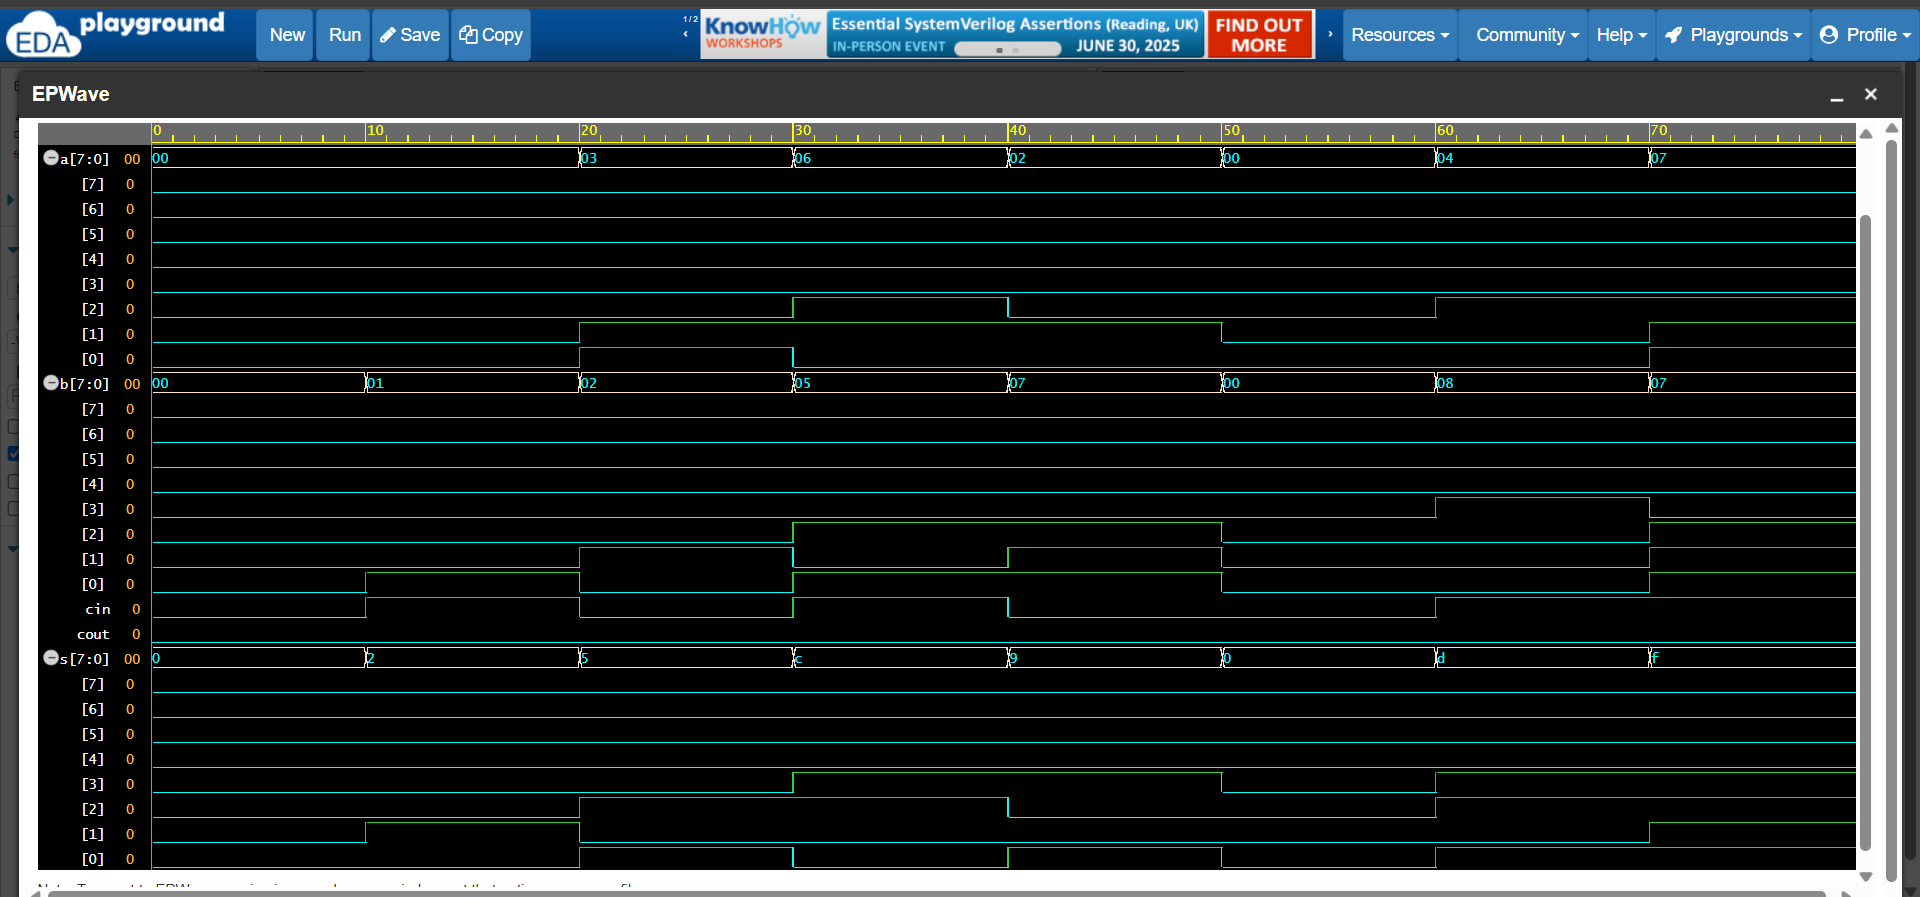 EDA playground
New
Run
Save
Copy
1/2
‹
KnowHow
WORKSHOPS
Essential SystemVerilog Assertions (Reading, UK)
IN-PERSON EVENT
JUNE 30, 2025
FIND OUT
MORE
›
Resources
Community
Help
Playgrounds
Profile
EPWave
0 10 20 30 40 50 60 70
a[7:0] 00 00 03 06 02 00 04 07
[7] 0
[6] 0
[5] 0
[4] 0
[3] 0
[2] 0
[1] 0
[0] 0
b[7:0] 00 00 01 02 05 07 00 08 07
[7] 0
[6] 0
[5] 0
[4] 0
[3] 0
[2] 0
[1] 0
[0] 0
cin 0
cout 0
s[7:0] 00 0 2 5 c 9 0 d f
[7] 0
[6] 0
[5] 0
[4] 0
[3] 0
[2] 0
[1] 0
[0] 0